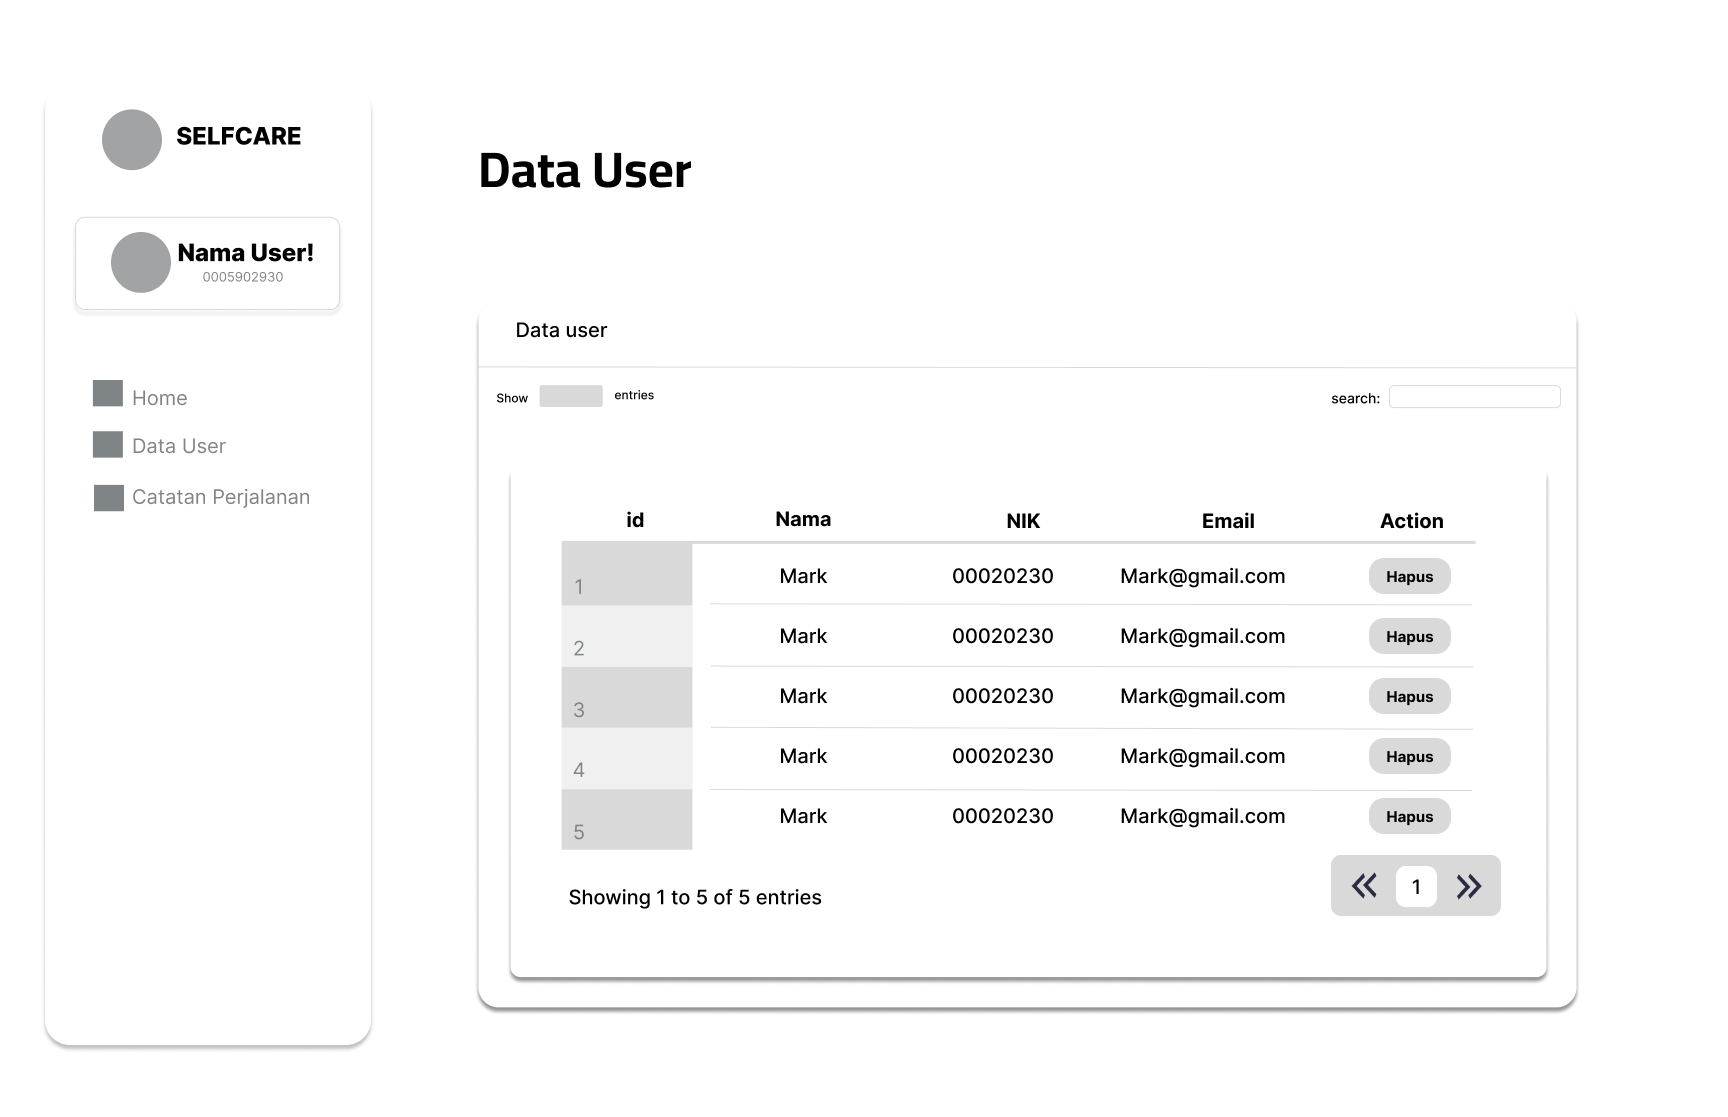 SELFCARE
Nama User!
0005902930
Home
Data User
Catatan Perjalanan
Data User
Data user
Show entries search:
id Nama NIK Email Action
1 Mark 00020230 Mark@gmail.com Hapus
2 Mark 00020230 Mark@gmail.com Hapus
3 Mark 00020230 Mark@gmail.com Hapus
4 Mark 00020230 Mark@gmail.com Hapus
5 Mark 00020230 Mark@gmail.com Hapus
Showing 1 to 5 of 5 entries 1